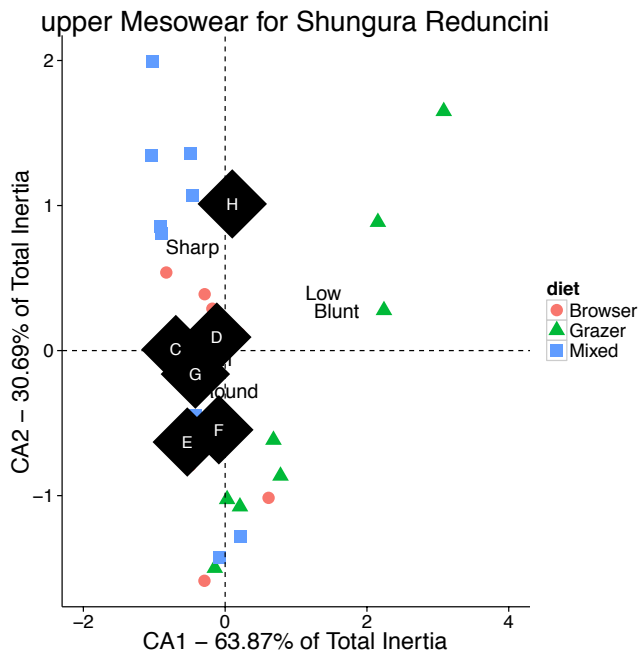 upper Mesowear for Shungura Reduncini
2
1
0
−1
CA2 − 30.69% of Total Inertia
H
Sharp
Low
Blunt
D
C
G
F
E
−2
0
2
4
CA1 − 63.87% of Total Inertia
diet
Browser
Grazer
Mixed